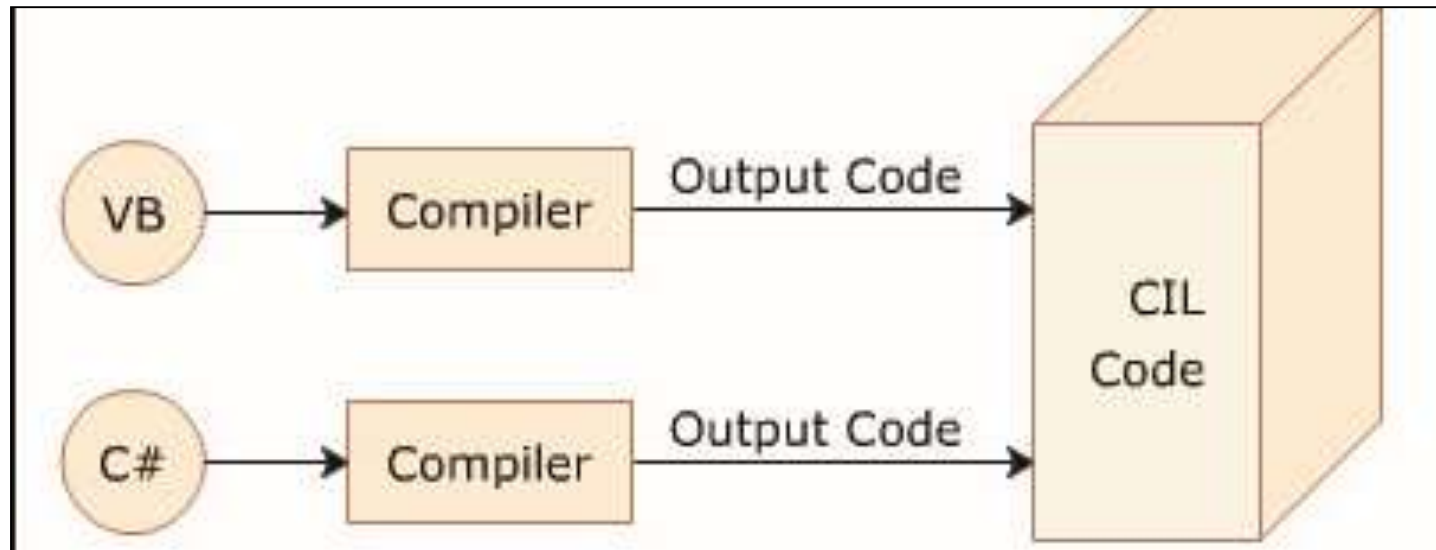 VB
Compiler
Output Code
C#
Compiler
Output Code
CIL
Code